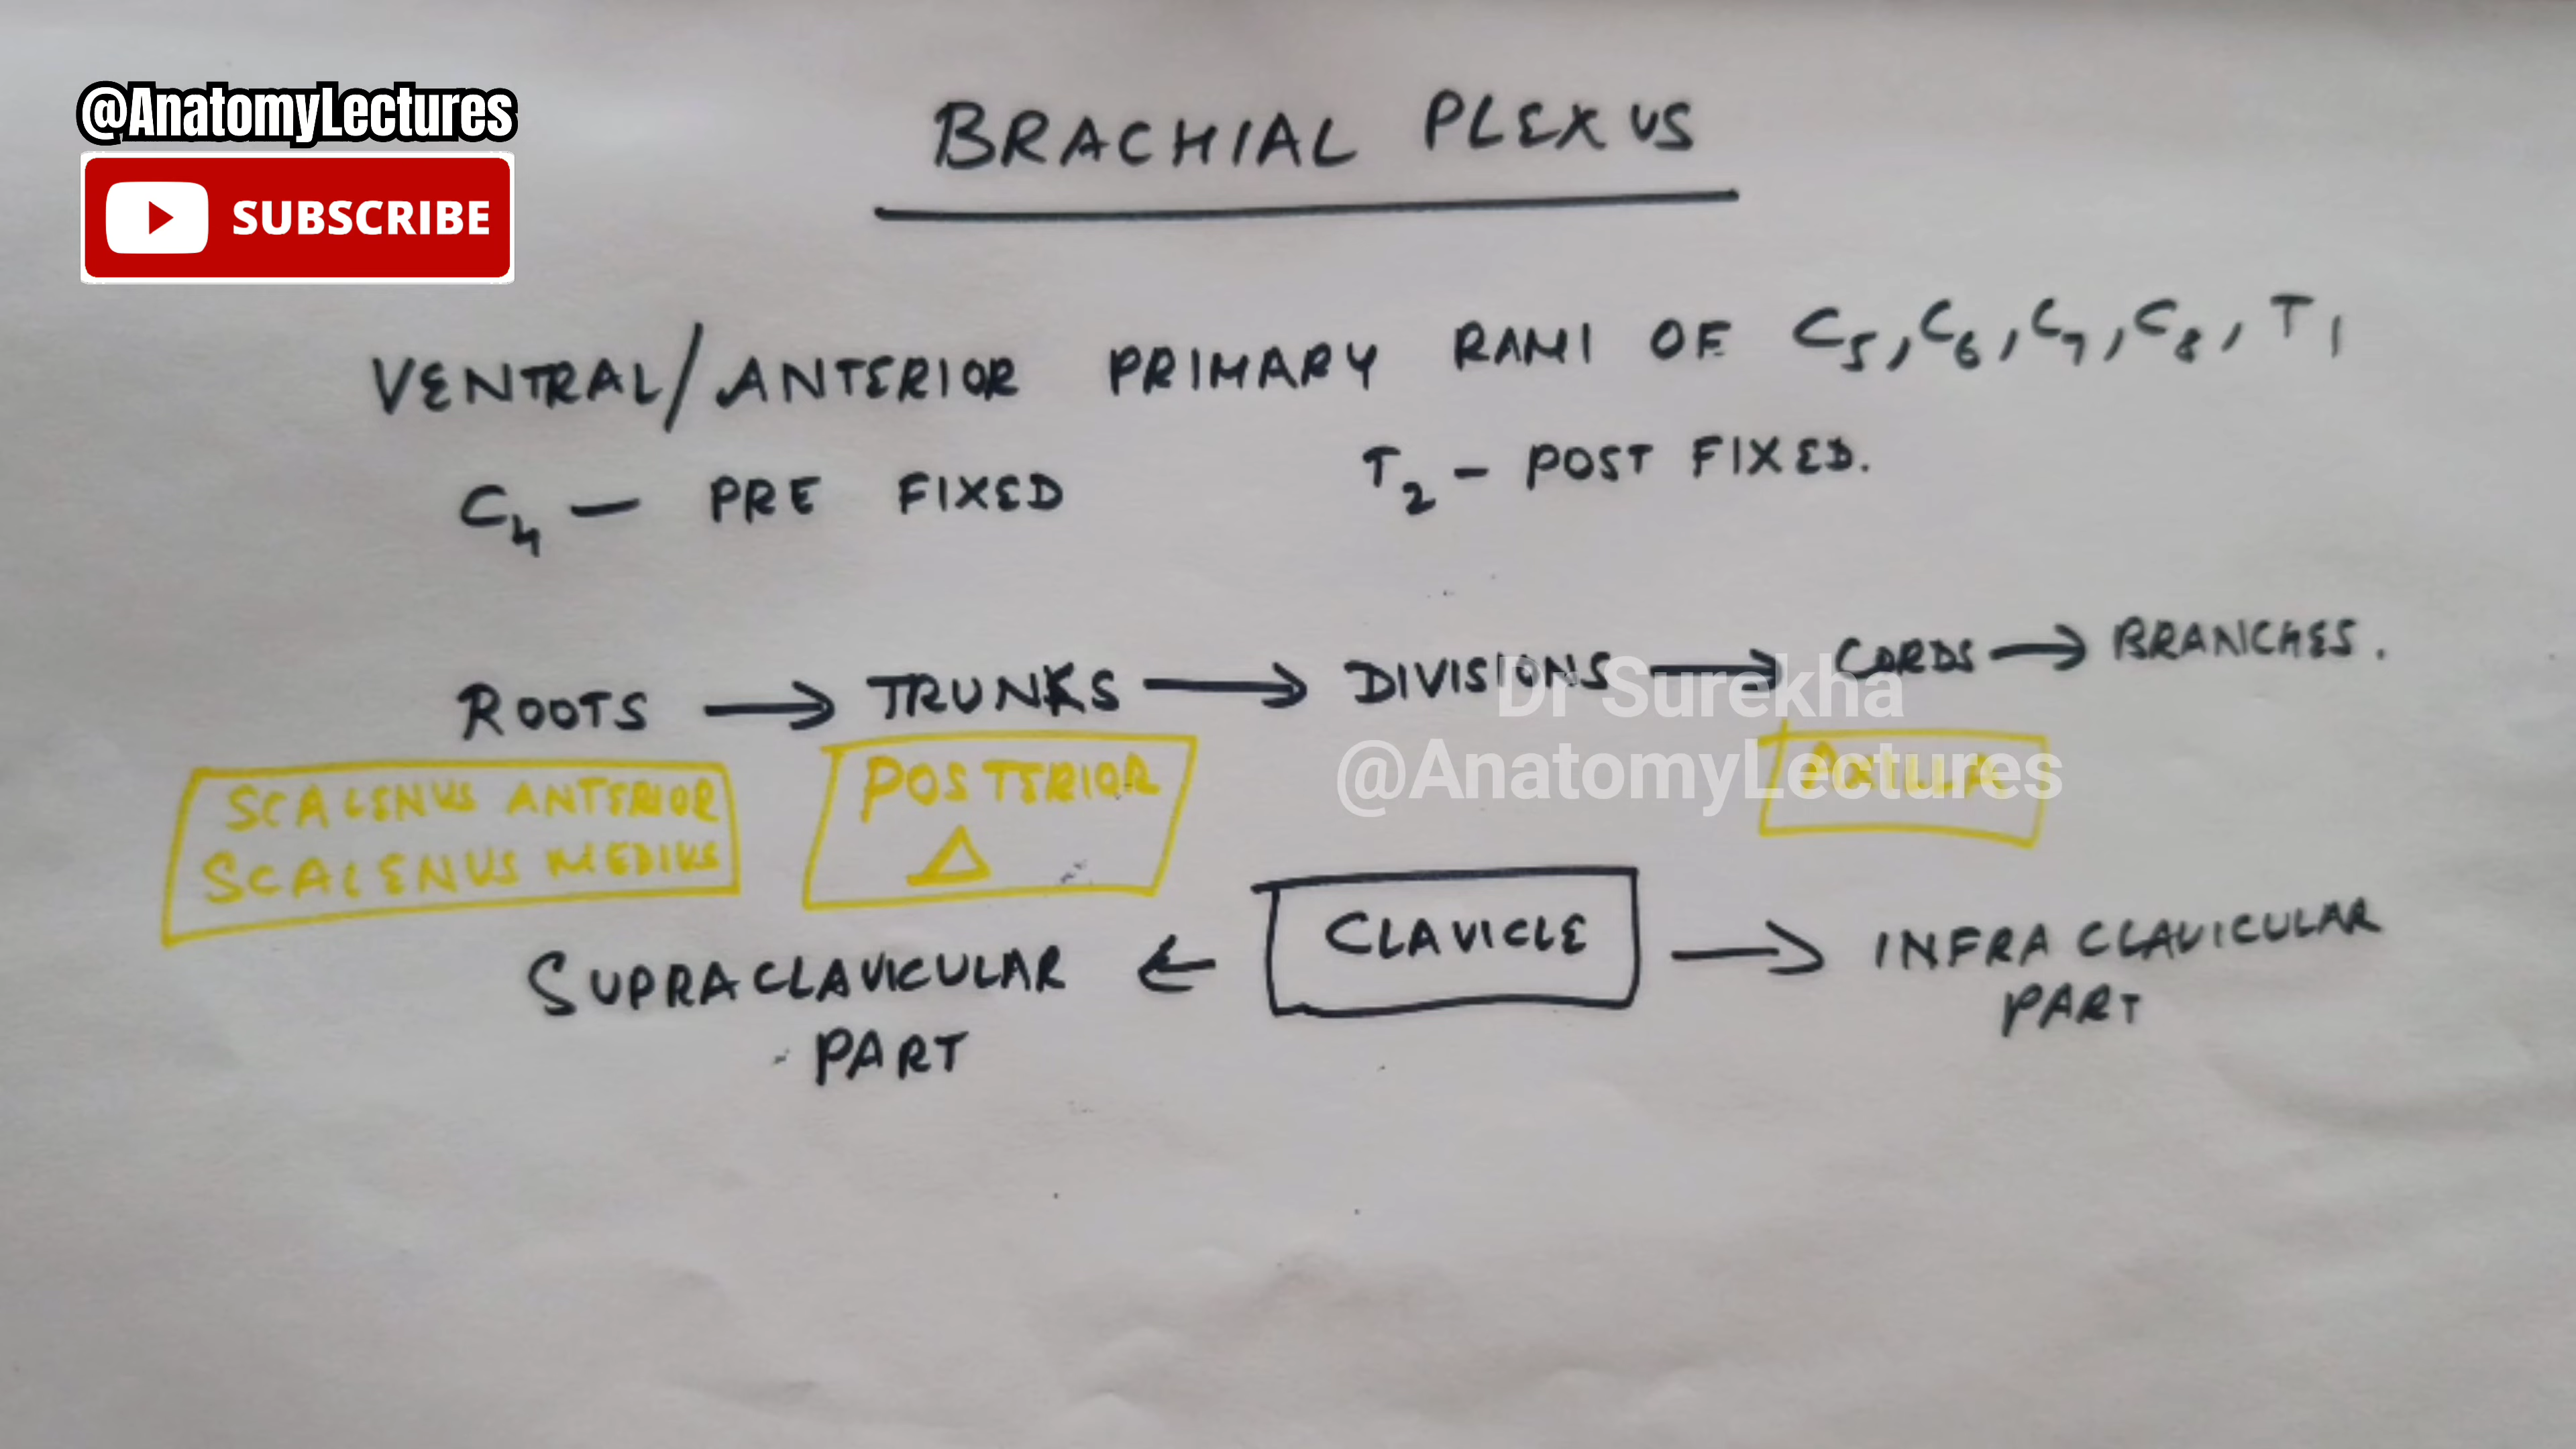 @AnatomyLectures
SUBSCRIBE
BRACHIAL PLEXUS
VENTRAL/ANTERIOR PRIMARY RAMI OF C5, C6, C7, C8, T1
C4 — PRE FIXED T2 - POST FIXED.
ROOTS → TRUNKS → DIVISIONS → CORDS → BRANCHES.
Dr Surekha
@AnatomyLectures
SCALENUS ANTERIOR
SCALENUS MEDIUS
POSTERIOR
Δ
AXILLA
SUPRACLAVICULAR
PART
← CLAVICLE →
INFRA CLAVICULAR
PART